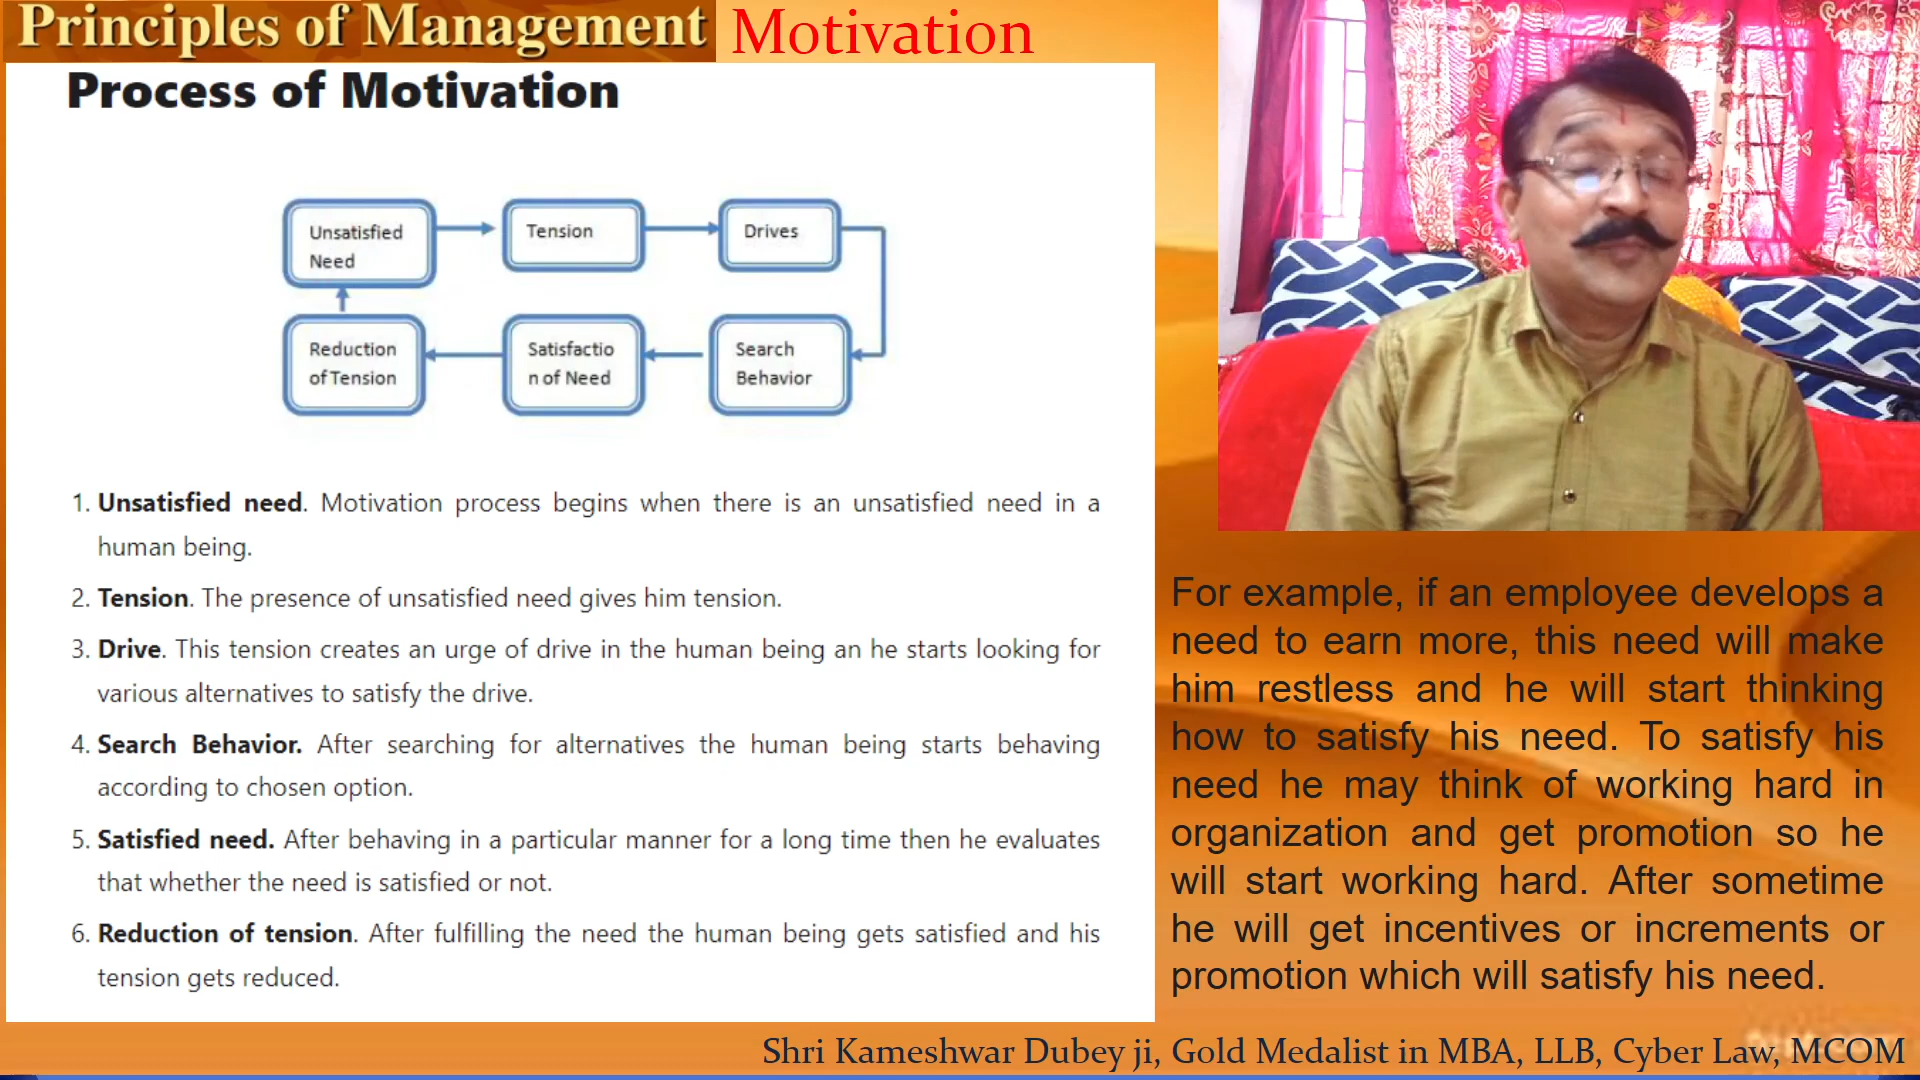 Principles of Management
Motivation
Process of Motivation
Unsatisfied
Need
Tension
Drives
Reduction
of Tension
Satisfactio
n of Need
Search
Behavior
1. Unsatisfied need. Motivation process begins when there is an unsatisfied need in a
human being.
2. Tension. The presence of unsatisfied need gives him tension.
3. Drive. This tension creates an urge of drive in the human being an he starts looking for
various alternatives to satisfy the drive.
4. Search Behavior. After searching for alternatives the human being starts behaving
according to chosen option.
5. Satisfied need. After behaving in a particular manner for a long time then he evaluates
that whether the need is satisfied or not.
6. Reduction of tension. After fulfilling the need the human being gets satisfied and his
tension gets reduced.
For example, if an employee develops a
need to earn more, this need will make
him restless and he will start thinking
how to satisfy his need. To satisfy his
need he may think of working hard in
organization and get promotion so he
will start working hard. After sometime
he will get incentives or increments or
promotion which will satisfy his need.
Shri Kameshwar Dubey ji, Gold Medalist in MBA, LLB, Cyber Law, MCOM